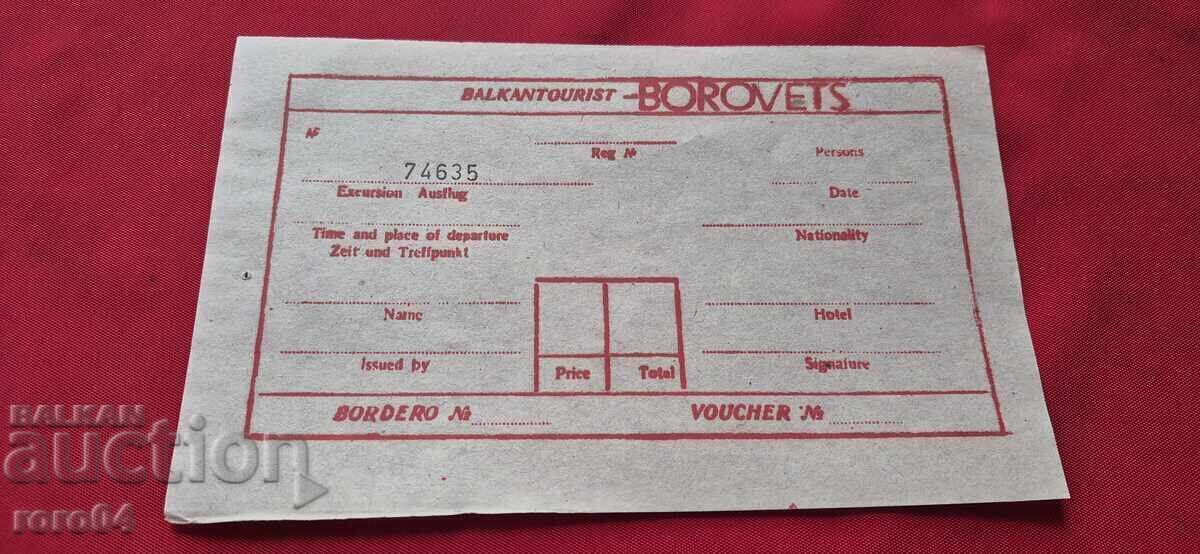 BALKANTOURIST - BOROVETS
№
Reg № Persons
74635
Excursion Ausflug Date
Time and place of departure Nationality
Zeit und Treffpunkt
Name Hotel
Issued by Price Total Signature
BORDERO № VOUCHER №
BALKAN
auction
roro64